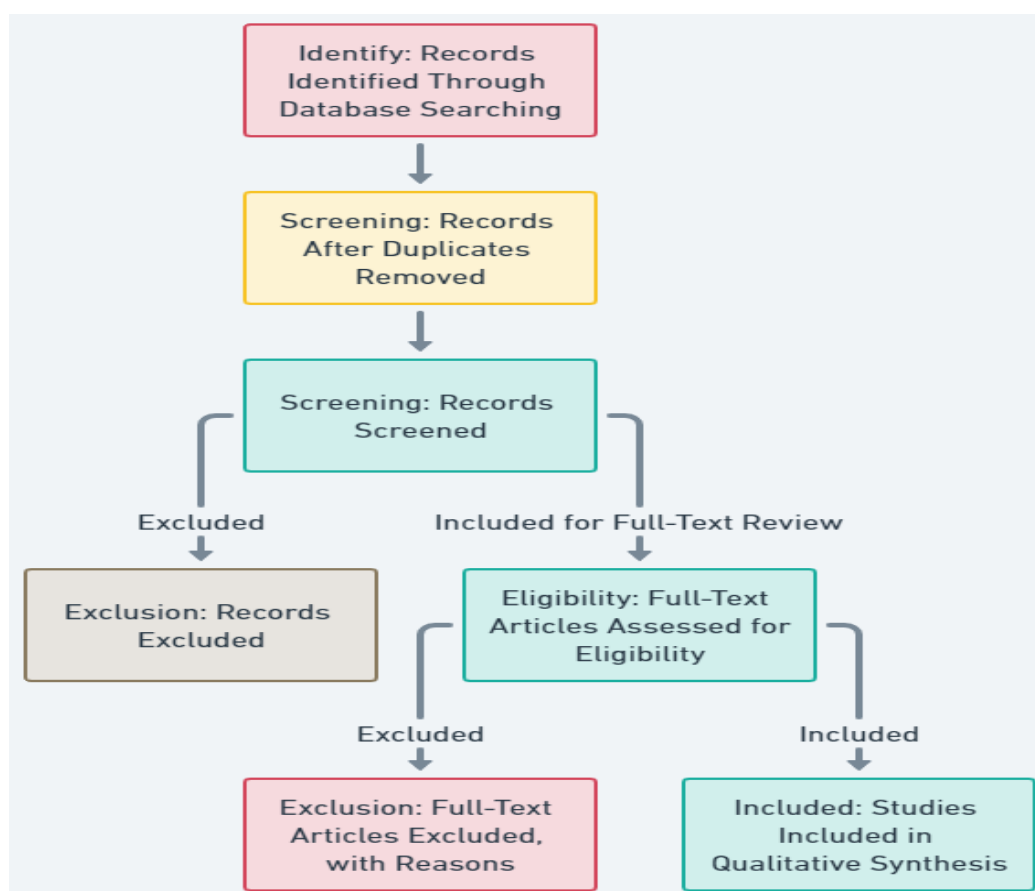 Identify: Records
Identified Through
Database Searching
Screening: Records
After Duplicates
Removed
Screening: Records
Screened
Excluded
Included for Full-Text Review
Exclusion: Records
Excluded
Eligibility: Full-Text
Articles Assessed for
Eligibility
Excluded
Included
Exclusion: Full-Text
Articles Excluded,
with Reasons
Included: Studies
Included in
Qualitative Synthesis